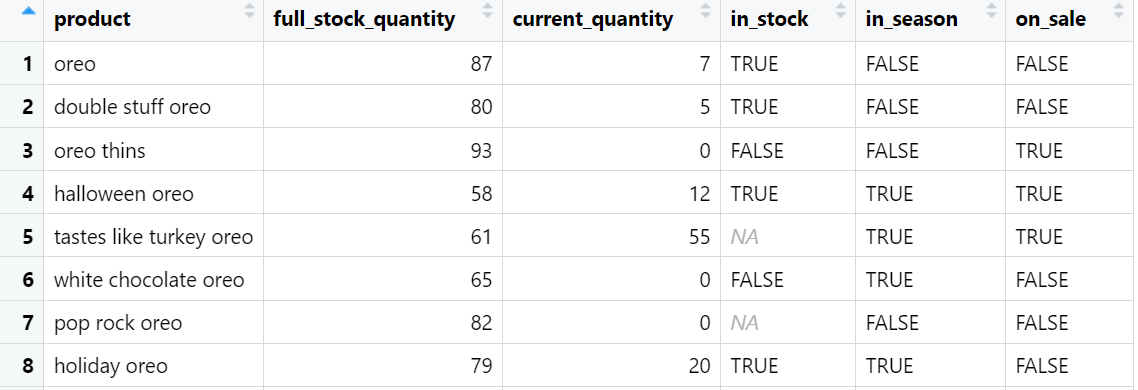 product full_stock_quantity current_quantity in_stock in_season on_sale
1 oreo 87 7 TRUE FALSE FALSE
2 double stuff oreo 80 5 TRUE FALSE FALSE
3 oreo thins 93 0 FALSE FALSE TRUE
4 halloween oreo 58 12 TRUE TRUE TRUE
5 tastes like turkey oreo 61 55 NA TRUE TRUE
6 white chocolate oreo 65 0 FALSE TRUE FALSE
7 pop rock oreo 82 0 NA FALSE FALSE
8 holiday oreo 79 20 TRUE TRUE FALSE